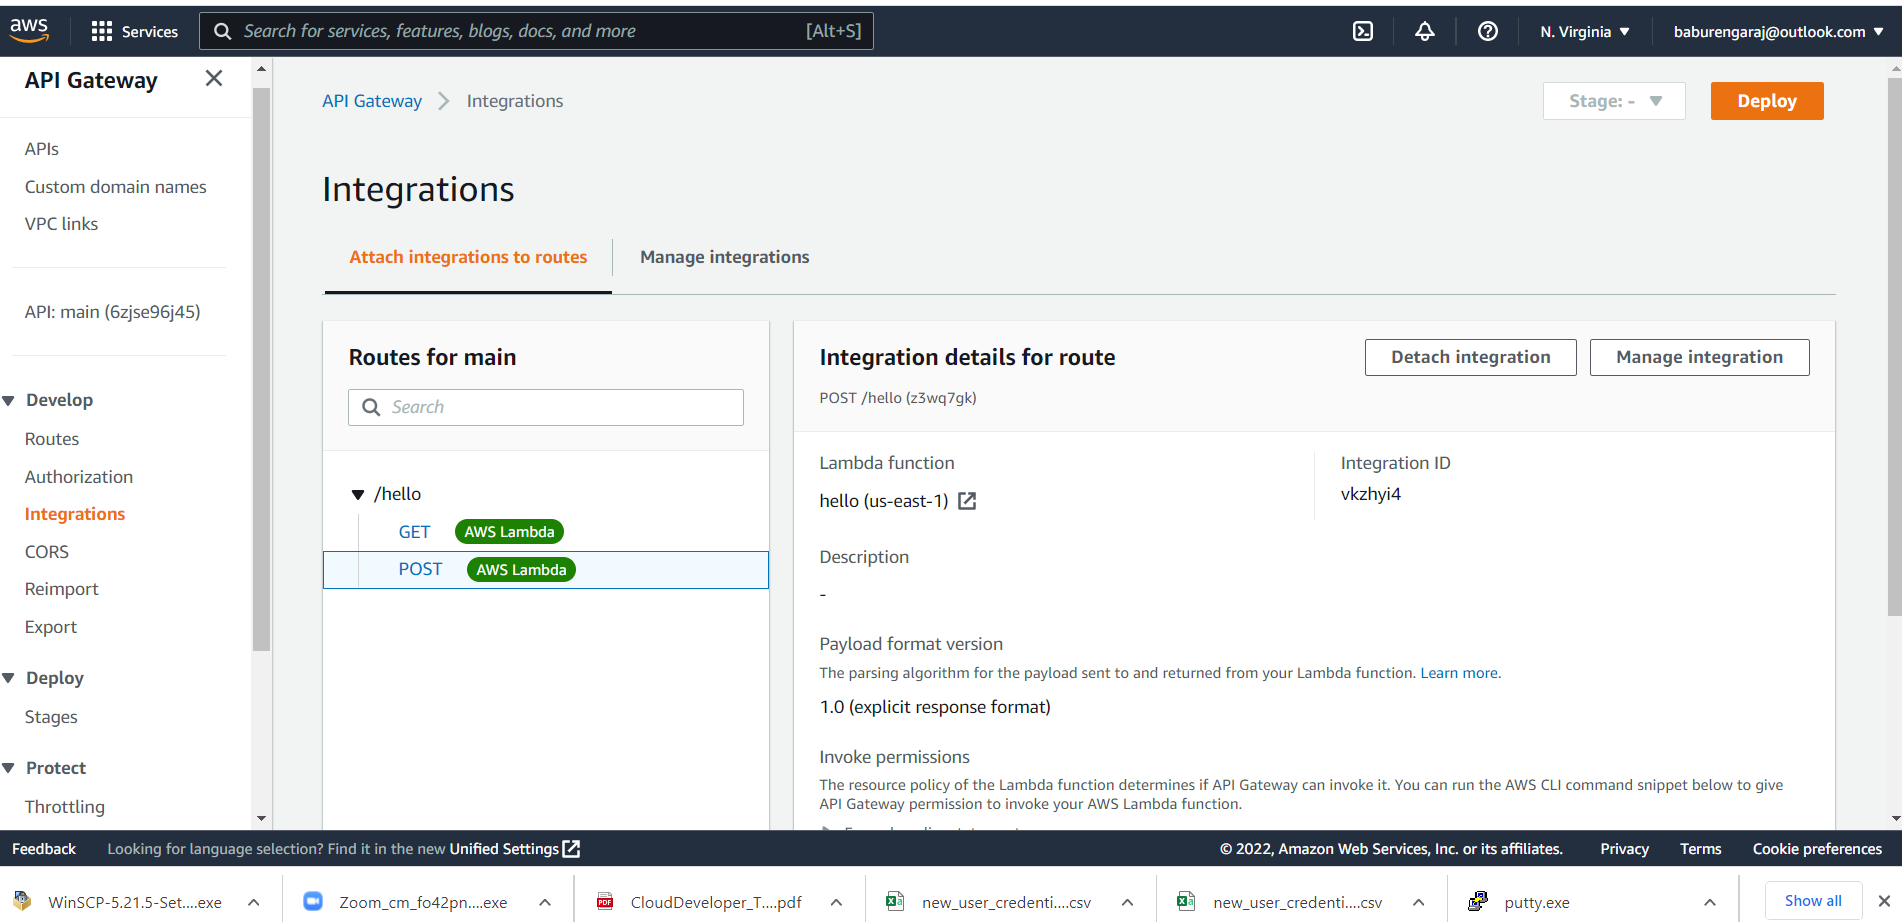 aws
Services
Search for services, features, blogs, docs, and more [Alt+S]
N. Virginia
baburengaraj@outlook.com
API Gateway
APIs
Custom domain names
VPC links
API: main (6zjse96j45)
Develop
Routes
Authorization
Integrations
CORS
Reimport
Export
Deploy
Stages
Protect
Throttling
API Gateway
Integrations
Stage: -
Deploy
Integrations
Attach integrations to routes
Manage integrations
Routes for main
Search
/hello
GET AWS Lambda
POST AWS Lambda
Integration details for route
POST /hello (z3wq7gk)
Detach integration
Manage integration
Lambda function
hello (us-east-1)
Integration ID
vkzhyi4
Description
-
Payload format version
The parsing algorithm for the payload sent to and returned from your Lambda function. Learn more.
1.0 (explicit response format)
Invoke permissions
The resource policy of the Lambda function determines if API Gateway can invoke it. You can run the AWS CLI command snippet below to give
API Gateway permission to invoke your AWS Lambda function.
Feedback
Looking for language selection? Find it in the new Unified Settings
© 2022, Amazon Web Services, Inc. or its affiliates.
Privacy
Terms
Cookie preferences
WinSCP-5.21.5-Set....exe
Zoom_cm_fo42pn....exe
PDF
CloudDeveloper_T....pdf
new_user_credenti....csv
new_user_credenti....csv
putty.exe
Show all